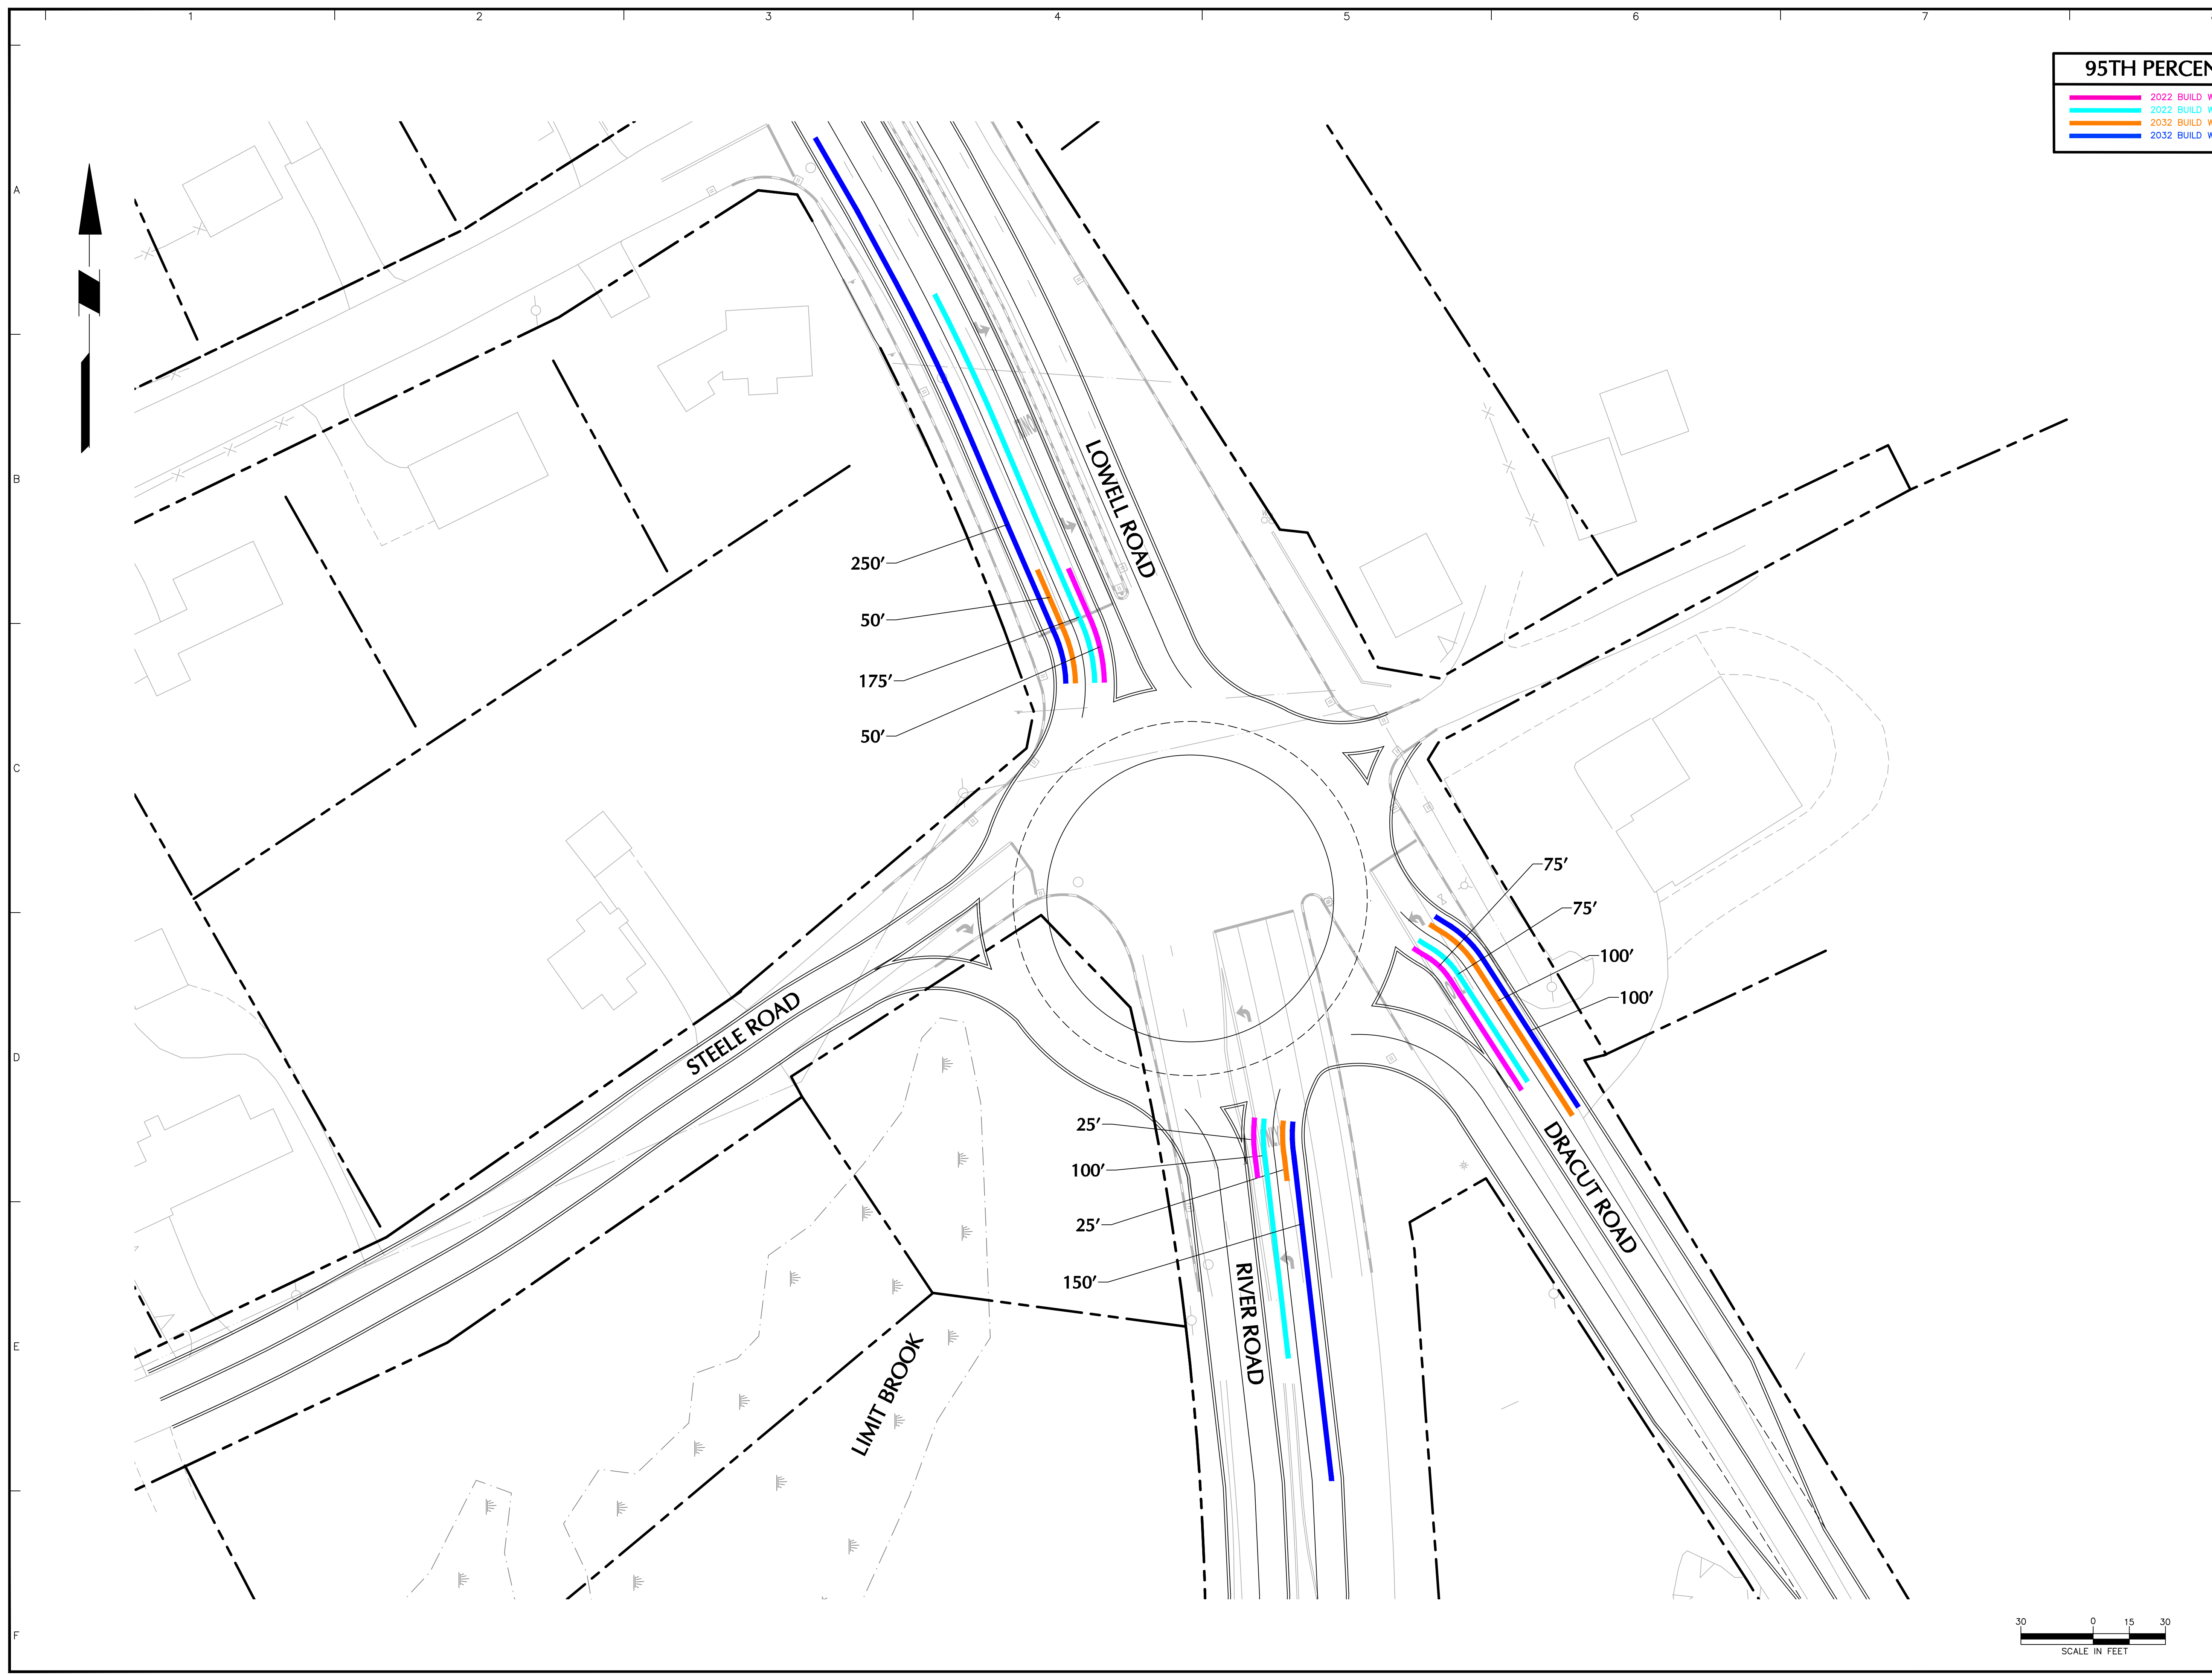 1 2 3 4 5 6 7
95TH PERCEN
2022 BUILD W
2022 BUILD W
2032 BUILD W
2032 BUILD W
A
B
C
D
E
F
LOWELL ROAD
250'
50'
175'
50'
75'
75'
100'
100'
STEELE ROAD
DRACUT ROAD
25'
100'
25'
150'
RIVER ROAD
LIMIT BROOK
30 0 15 30
SCALE IN FEET